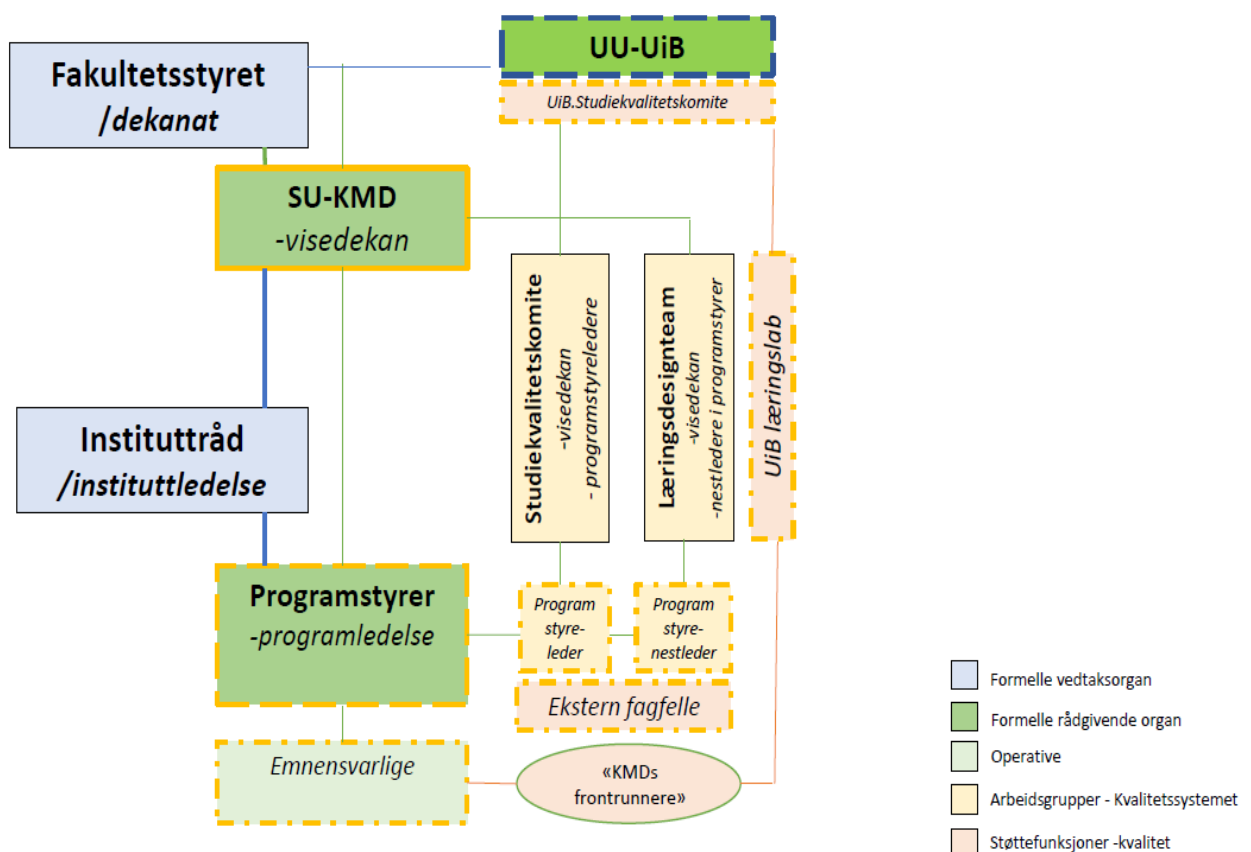 UU-UiB
UiB.Studiekvalitetskomite
Fakultetsstyret
/dekanat
SU-KMD
-visedekan
Studiekvalitetskomite
-visedekan
- programstyreledere
Læringsdesignteam
-visedekan
-nestledere i programstyrer
UiB læringslab
Instituttråd
/instituttledelse
Programstyrer
-programledelse
Program
styre-
leder
Program
styre-
nestleder
Ekstern fagfelle
Emnensvarlige
«KMDs
frontrunnere»
Formelle vedtaksorgan
Formelle rådgivende organ
Operative
Arbeidsgrupper - Kvalitetssystemet
Støttefunksjoner -kvalitet